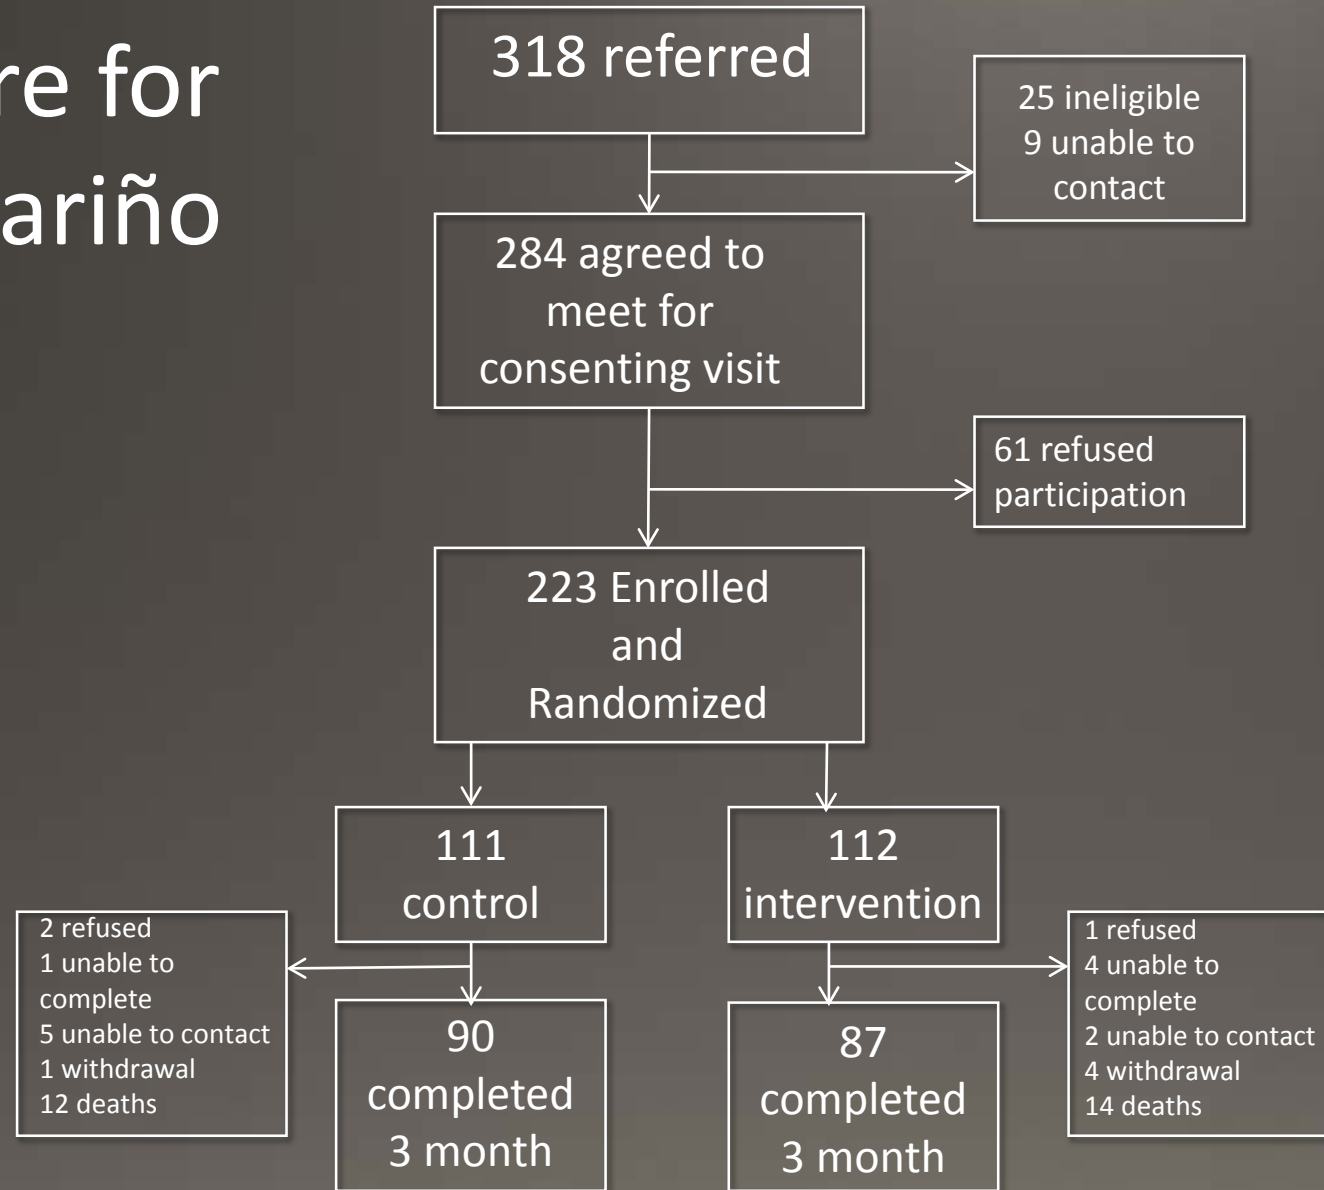 re for
ariño
318 referred
25 ineligible
9 unable to
contact
284 agreed to
meet for
consenting visit
61 refused
participation
223 Enrolled
and
Randomized
111
control
112
intervention
2 refused
1 unable to
complete
5 unable to contact
1 withdrawal
12 deaths
1 refused
4 unable to
complete
2 unable to contact
4 withdrawal
14 deaths
90
completed
3 month
87
completed
3 month